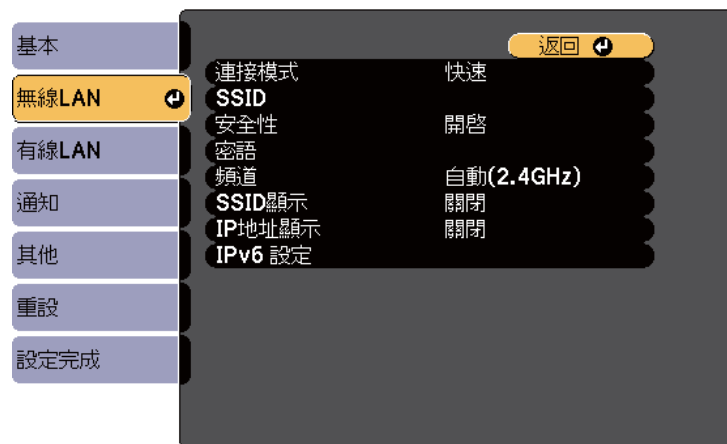 基本
無線LAN
有線LAN
通知
其他
重設
設定完成
返回
連接模式 快速
SSID
安全性 開啓
密語
頻道 自動(2.4GHz)
SSID顯示 關閉
IP地址顯示 關閉
IPv6 設定